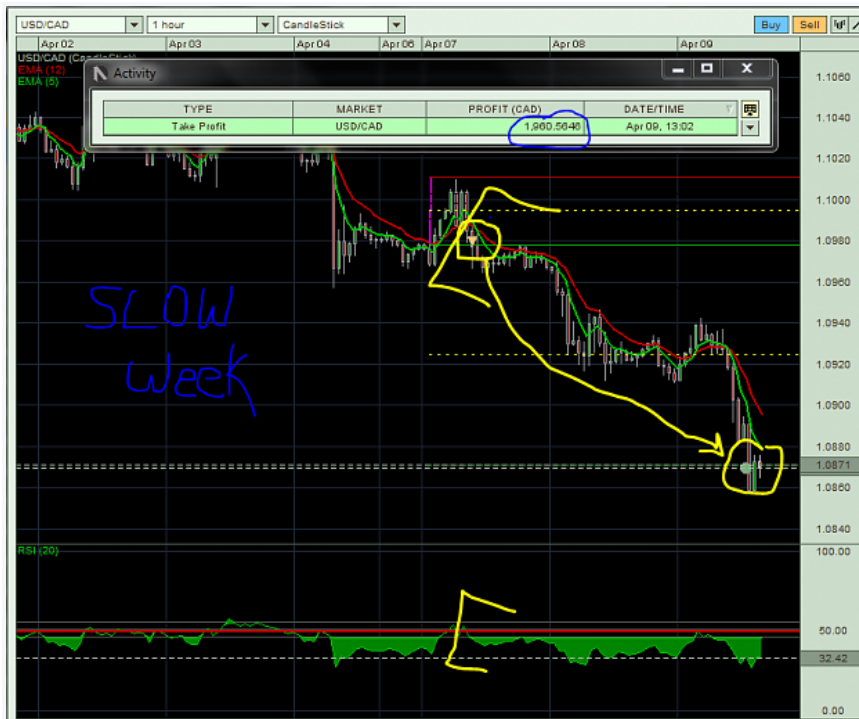 USD/CAD 1 hour CandleStick Buy Sell
Apr 02 Apr 03 Apr 04 Apr 06 Apr 07 Apr 08 Apr 09
USD/CAD (CandleStick)
EMA (12)
EMA (5)
Activity
TYPE MARKET PROFIT (CAD) DATE/TIME
Take Profit USD/CAD 1,960.5646 Apr 09, 13:02
1.1060
1.1040
1.1020
1.1000
1.0980
1.0960
1.0940
1.0920
1.0900
1.0880
1.0871
1.0860
1.0840
SLOW
Week
RSI (20)
100.00
50.00
32.42
0.00